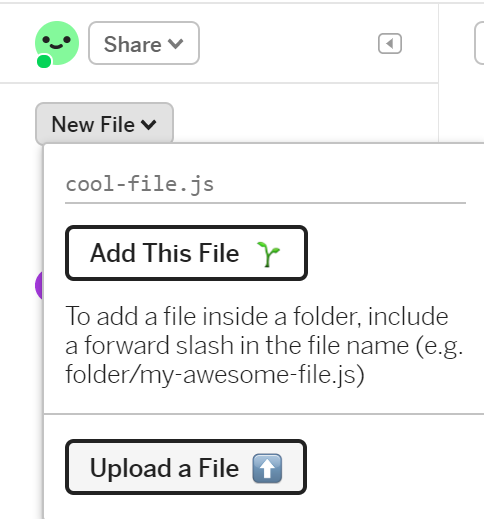 Share
New File
cool-file.js
Add This File
To add a file inside a folder, include
a forward slash in the file name (e.g.
folder/my-awesome-file.js)
Upload a File